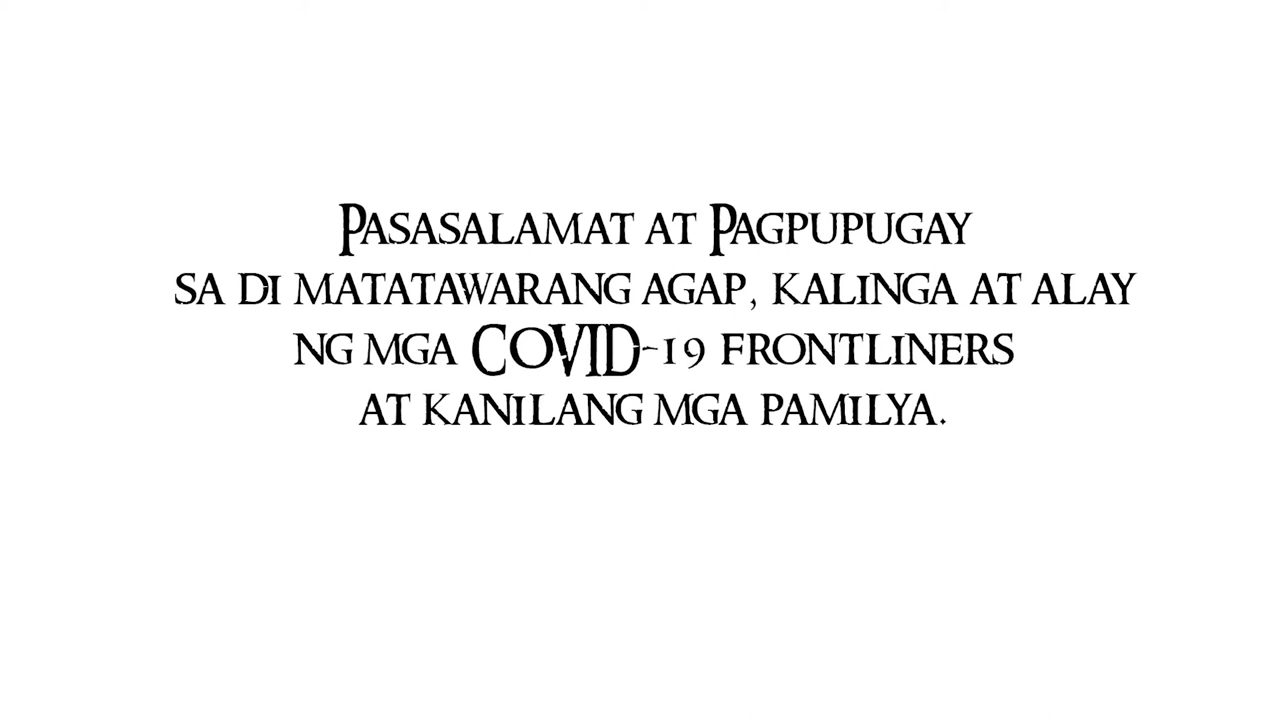 Pasasalamat at Pagpupugay
sa di matatawarang agap, kalinga at alay
ng mga COVID-19 frontliners
at kanilang mga pamilya.